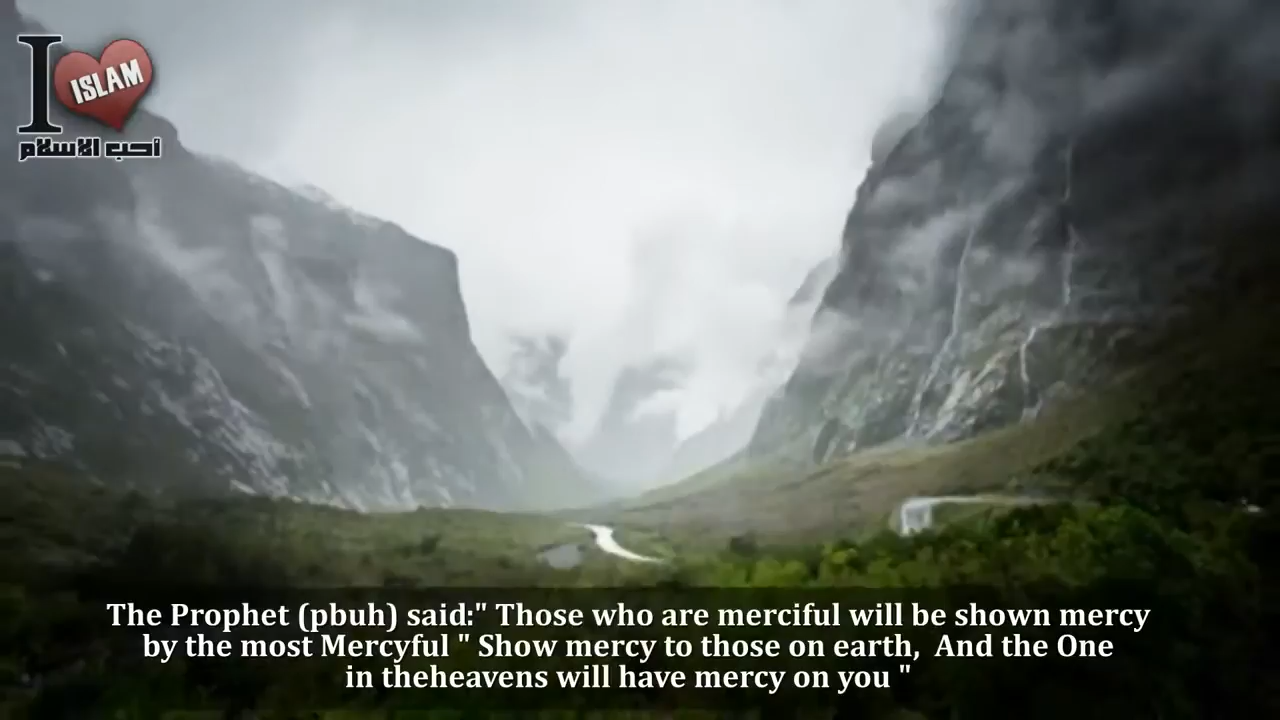 I
ISLAM
أحب الاسلام
The Prophet (pbuh) said:" Those who are merciful will be shown mercy
by the most Mercyful " Show mercy to those on earth,  And the One
in theheavens will have mercy on you "